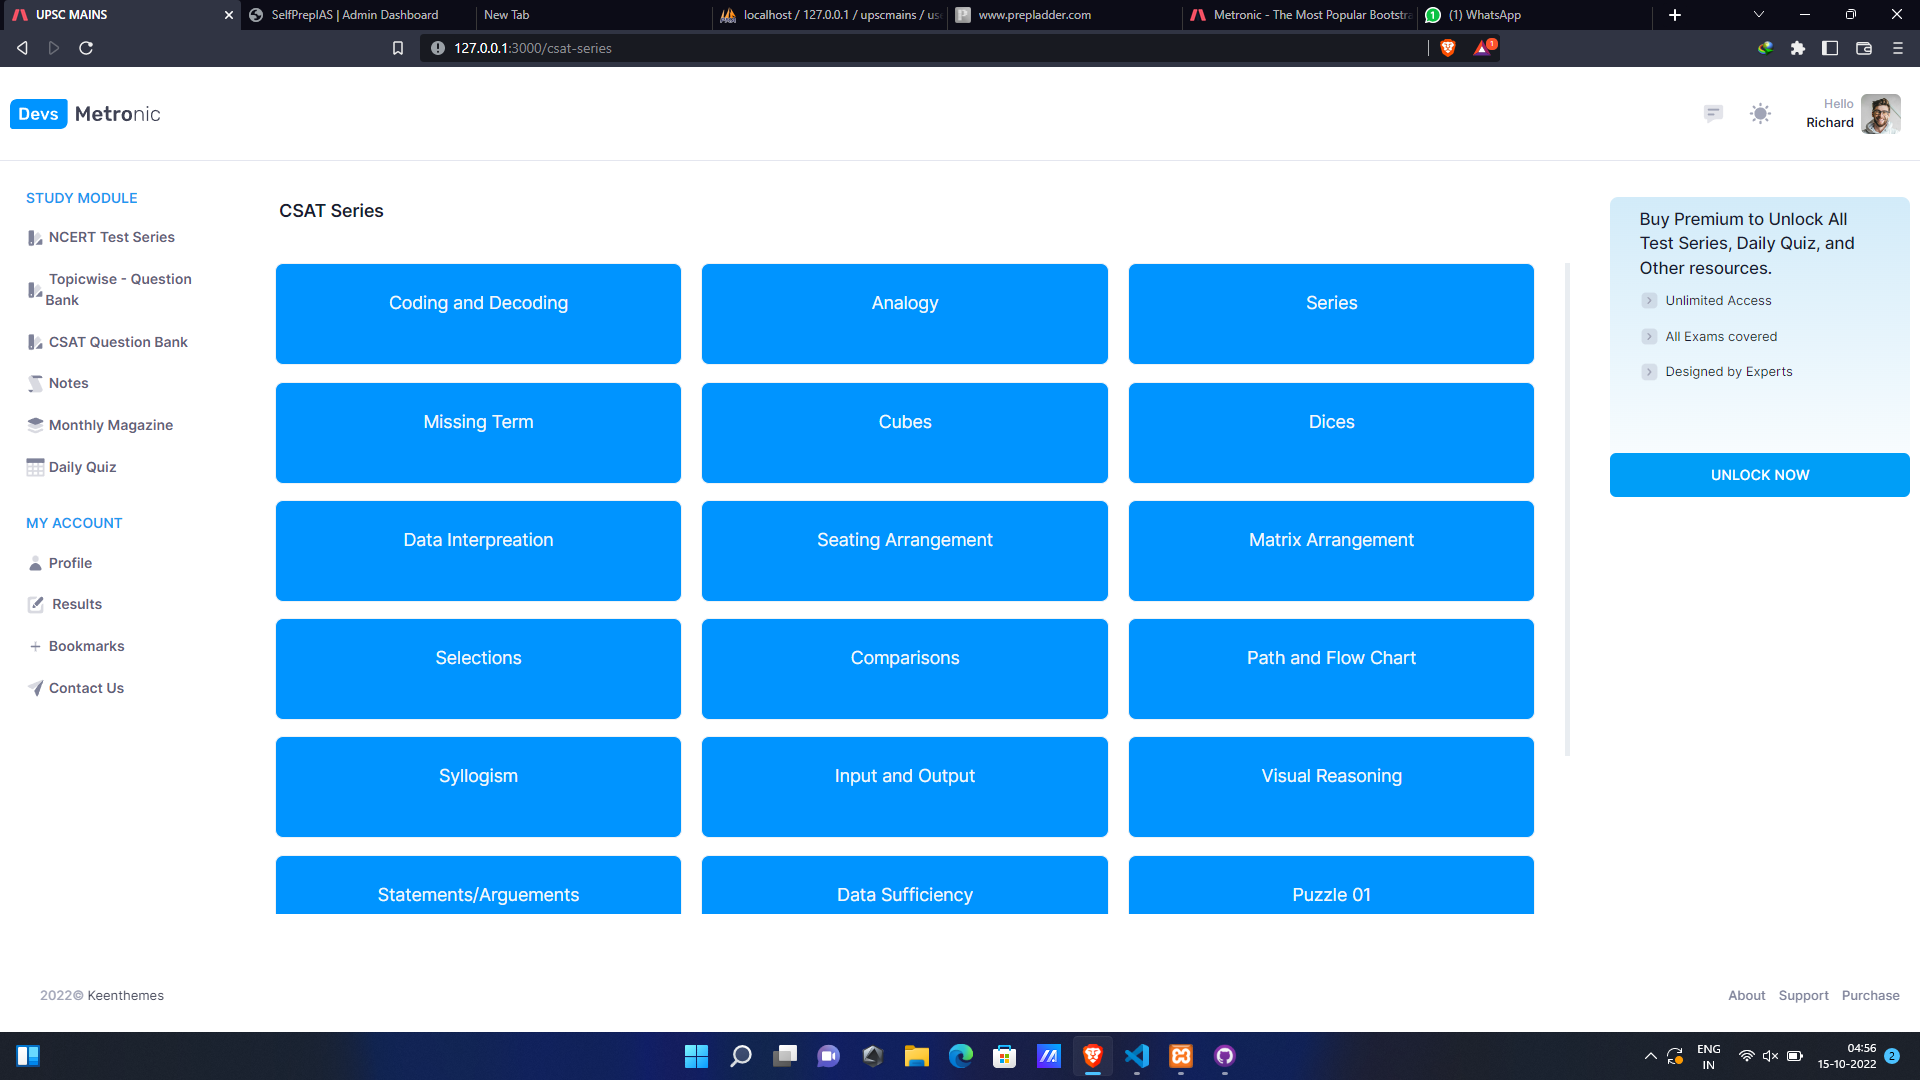 UPSC MAINS
SelfPrepIAS | Admin Dashboard
New Tab
localhost / 127.0.0.1 / upscmains / us
www.prepladder.com
Metronic - The Most Popular Bootstra
(1) WhatsApp
127.0.0.1:3000/csat-series
1
Devs Metronic
Hello
Richard
STUDY MODULE
NCERT Test Series
Topicwise - Question
Bank
CSAT Question Bank
Notes
Monthly Magazine
Daily Quiz
MY ACCOUNT
Profile
Results
Bookmarks
Contact Us
CSAT Series
Coding and Decoding
Analogy
Series
Missing Term
Cubes
Dices
Data Interpreation
Seating Arrangement
Matrix Arrangement
Selections
Comparisons
Path and Flow Chart
Syllogism
Input and Output
Visual Reasoning
Statements/Arguements
Data Sufficiency
Puzzle 01
Buy Premium to Unlock All
Test Series, Daily Quiz, and
Other resources.
Unlimited Access
All Exams covered
Designed by Experts
UNLOCK NOW
2022© Keenthemes
About Support Purchase
ENG
IN
04:56
15-10-2022
2